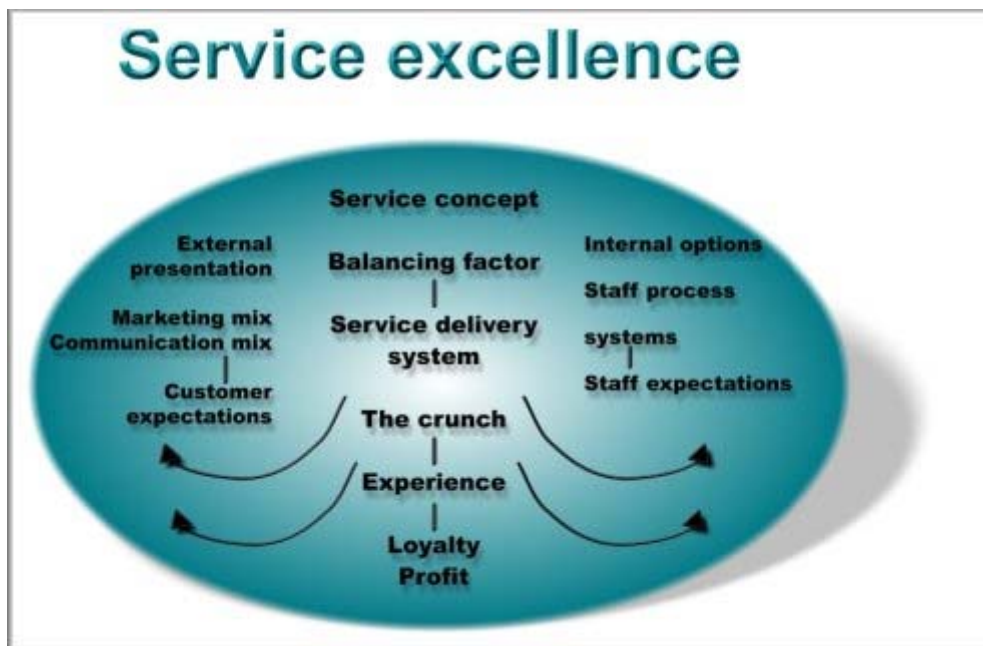 Service excellence
Service concept
External
presentation
Marketing mix
Communication mix
Customer
expectations
Balancing factor
Service delivery
system
The crunch
Experience
Loyalty
Profit
Internal options
Staff process
systems
Staff expectations